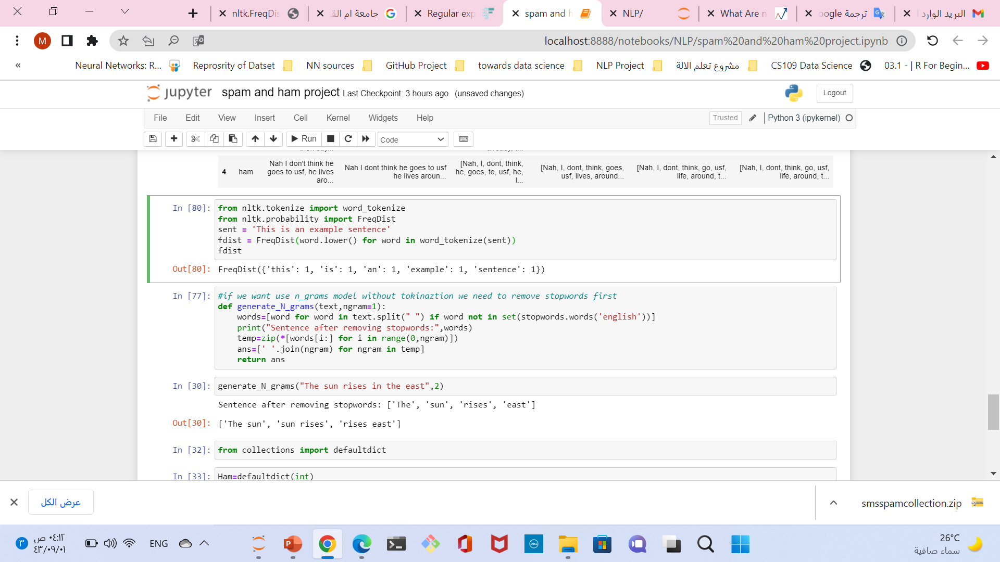 nltk.FreqDis
جامعة ام الق
Regular exp
spam and h
NLP/
What Are n
ترجمة oogle
البريد الوارد
M
localhost:8888/notebooks/NLP/spam%20and%20ham%20project.ipynb
«
Neural Networks: R...
Reprosrity of Datset
NN sources
GitHub Project
towards data science
NLP Project
مشروع تعلم الالة
CS109 Data Science
03.1 - | R For Begin...
jupyter spam and ham project Last Checkpoint: 3 hours ago (unsaved changes)
Logout
File Edit View Insert Cell Kernel Widgets Help
Trusted
Python 3 (ipykernel)
Run
Code
4 ham Nah I don't think he goes to usf, he lives aro... Nah I dont think he goes to usf he lives aroun... [Nah, I, dont, think, he, goes, to, usf, he, l... [Nah, I, dont, think, goes, usf, lives, around... [Nah, I, dont, think, go, usf, life, around, t... [Nah, I, dont, think, go, usf, life, around, t...
In [80]: from nltk.tokenize import word_tokenize
from nltk.probability import FreqDist
sent = 'This is an example sentence'
fdist = FreqDist(word.lower() for word in word_tokenize(sent))
fdist
Out[80]: FreqDist({'this': 1, 'is': 1, 'an': 1, 'example': 1, 'sentence': 1})
In [77]: #if we want use n_grams model without tokinaztion we need to remove stopwords first
def generate_N_grams(text,ngram=1):
    words=[word for word in text.split(" ") if word not in set(stopwords.words('english'))]
    print("Sentence after removing stopwords:",words)
    temp=zip(*[words[i:] for i in range(0,ngram)])
    ans=[' '.join(ngram) for ngram in temp]
    return ans
In [30]: generate_N_grams("The sun rises in the east",2)
Sentence after removing stopwords: ['The', 'sun', 'rises', 'east']
Out[30]: ['The sun', 'sun rises', 'rises east']
In [32]: from collections import defaultdict
In [33]: Ham=defaultdict(int)
عرض الكل
smsspamcollection.zip
٣
٠٤:١٢ ص
٤٣/٠٩/٠١
ENG
DELL
26°C
سماء صافية